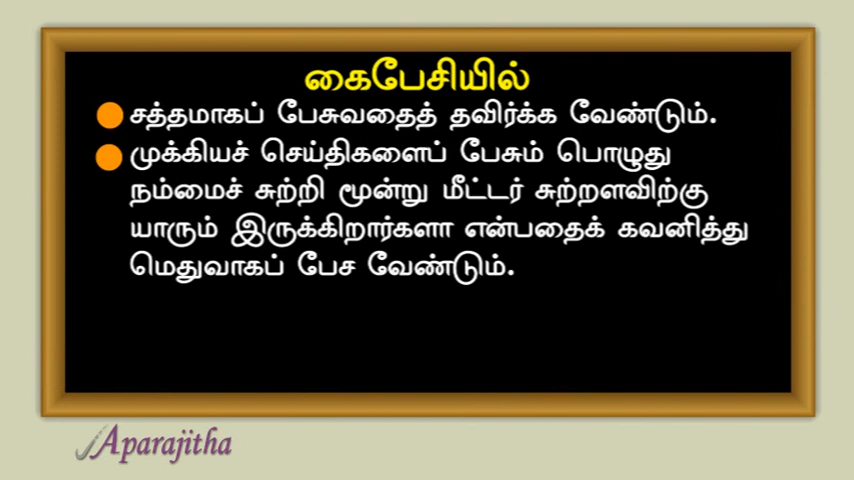 கைபேசியில்
சத்தமாகப் பேசுவதைத் தவிர்க்க வேண்டும்.
முக்கியச் செய்திகளைப் பேசும் பொழுது
நம்மைச் சுற்றி மூன்று மீட்டர் சுற்றளவிற்கு
யாரும் இருக்கிறார்களா என்பதைக் கவனித்து
மெதுவாகப் பேச வேண்டும்.
Aparajitha